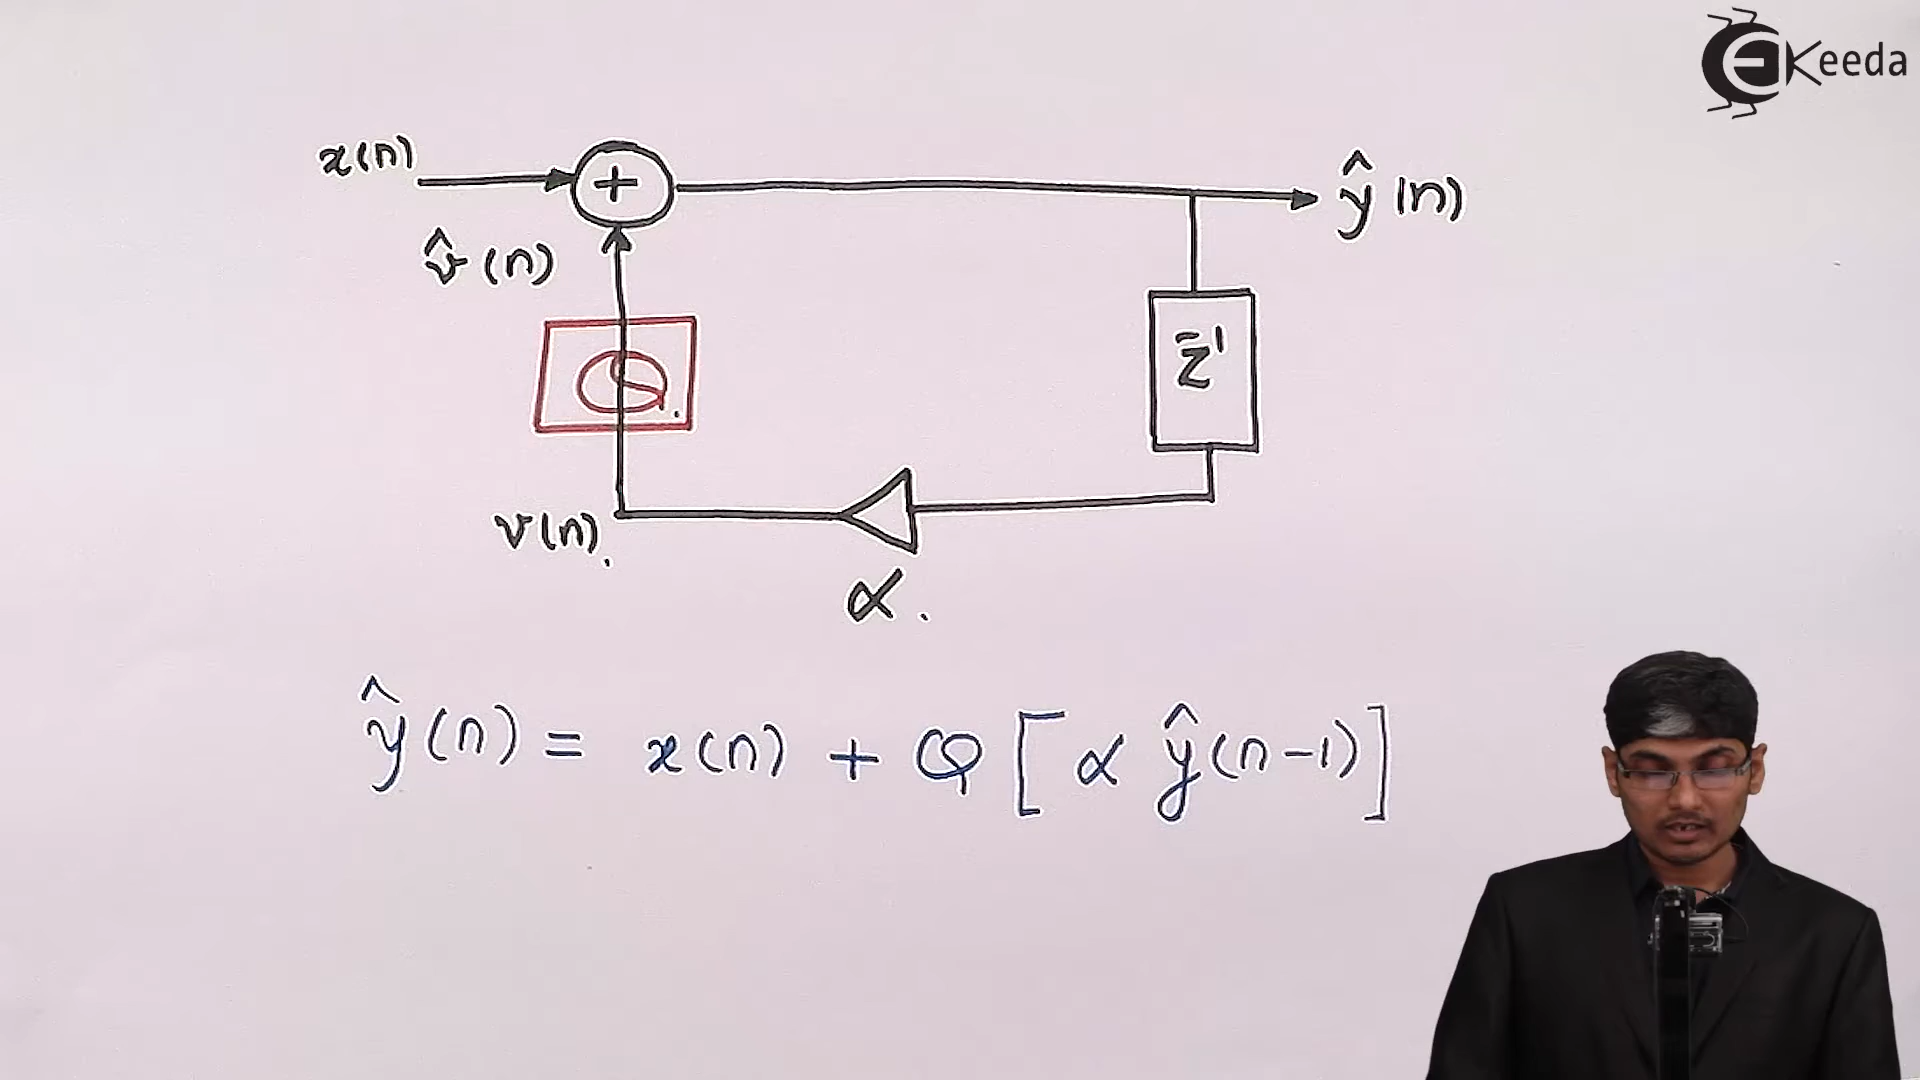 Keeda
x(n)
+
ŷ(n)
v̂(n)
Q.
z̄¹
v(n).
α.
ŷ(n) = x(n) + Q [α ŷ(n-1)]